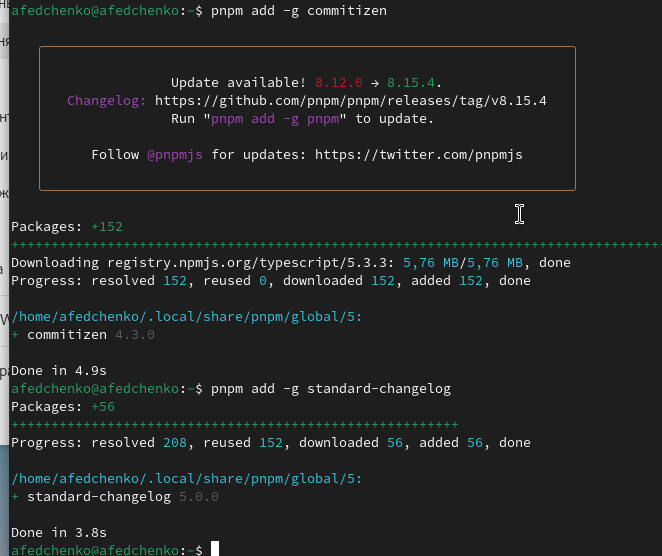 afedchenko@afedchenko:~$ pnpm add -g commitizen
Update available! 8.12.0 → 8.15.4.
Changelog: https://github.com/pnpm/pnpm/releases/tag/v8.15.4
Run "pnpm add -g pnpm" to update.
Follow @pnpmjs for updates: https://twitter.com/pnpmjs
Packages: +152
++++++++++++++++++++++++++++++++++++++++++++++++++++++++++++++++++++++++++++++++++
Downloading registry.npmjs.org/typescript/5.3.3: 5,76 MB/5,76 MB, done
Progress: resolved 152, reused 0, downloaded 152, added 152, done
/home/afedchenko/.local/share/pnpm/global/5:
+ commitizen 4.3.0
Done in 4.9s
afedchenko@afedchenko:~$ pnpm add -g standard-changelog
Packages: +56
++++++++++++++++++++++++++++++++++++++++++++++++++++++++
Progress: resolved 208, reused 152, downloaded 56, added 56, done
/home/afedchenko/.local/share/pnpm/global/5:
+ standard-changelog 5.0.0
Done in 3.8s
afedchenko@afedchenko:~$